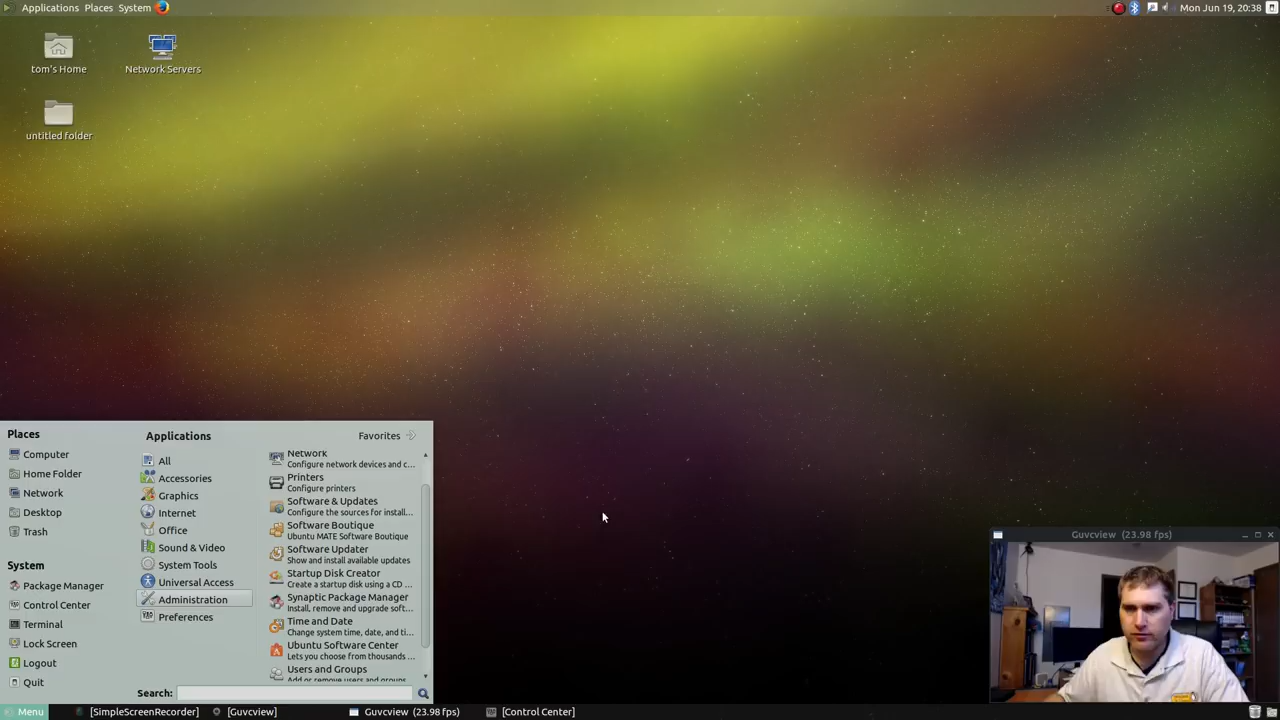 Applications Places System
Mon Jun 19, 20:38
tom's Home
Network Servers
untitled folder
Places
Computer
Home Folder
Network
Desktop
Trash
System
Package Manager
Control Center
Terminal
Lock Screen
Logout
Quit
Applications
All
Accessories
Graphics
Internet
Office
Sound & Video
System Tools
Universal Access
Administration
Preferences
Favorites
Network
Configure network devices and c...
Printers
Configure printers
Software & Updates
Configure the sources for install...
Software Boutique
Ubuntu MATE Software Boutique
Software Updater
Show and install available updates
Startup Disk Creator
Create a startup disk using a CD ...
Synaptic Package Manager
Install, remove and upgrade soft...
Time and Date
Change system time, date, and ti...
Ubuntu Software Center
Lets you choose from thousands ...
Users and Groups
Add or remove users and groups
Search:
Guvcview (23.98 fps)
Menu
[SimpleScreenRecorder]
[Guvcview]
Guvcview (23.98 fps)
[Control Center]